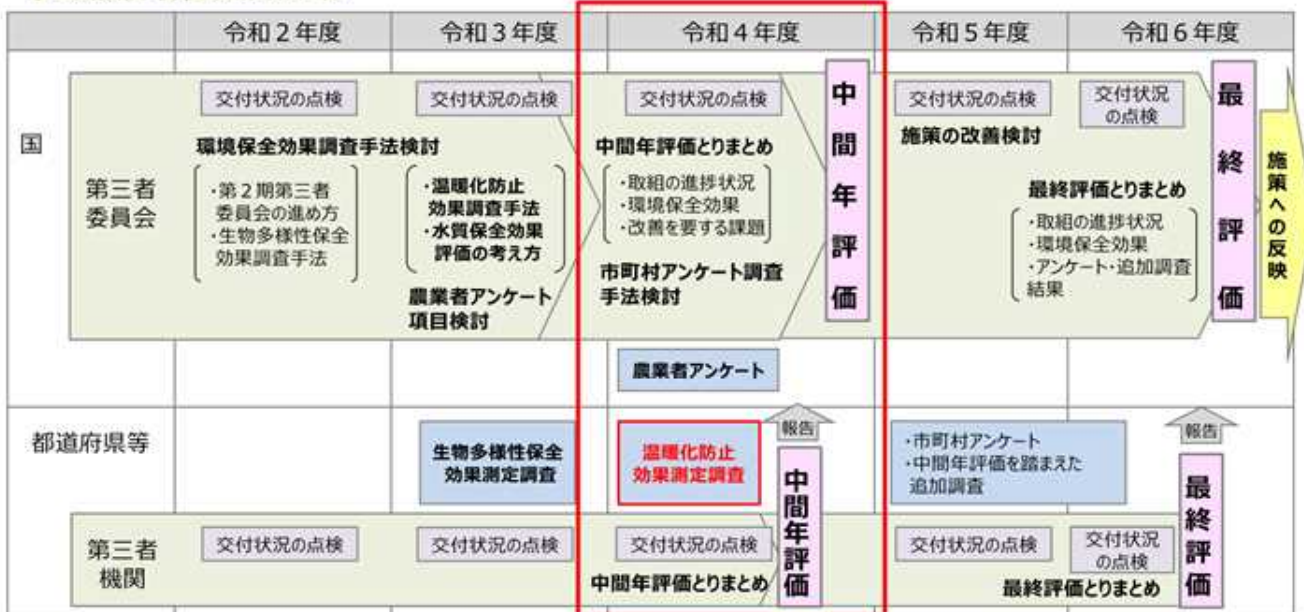 令和２年度
令和３年度
令和４年度
令和５年度
令和６年度
国
第三者
委員会
交付状況の点検
環境保全効果調査手法検討
・第２期第三者
委員会の進め方
・生物多様性保全
効果調査手法
交付状況の点検
・温暖化防止
効果調査手法
・水質保全効果
評価の考え方
農業者アンケート
項目検討
交付状況の点検
中間年評価とりまとめ
・取組の進捗状況
・環境保全効果
・改善を要する課題
市町村アンケート調査
手法検討
中間年評価
交付状況の点検
施策の改善検討
交付状況
の点検
最終評価とりまとめ
・取組の進捗状況
・環境保全効果
・アンケート・追加調査
結果
最終評価
施策への反映
農業者アンケート
都道府県等
生物多様性保全
効果測定調査
温暖化防止
効果測定調査
報告
中間年評価
・市町村アンケート
・中間年評価を踏まえた
追加調査
報告
最終評価
第三者
機関
交付状況の点検
交付状況の点検
交付状況の点検
中間年評価とりまとめ
交付状況の点検
交付状況
の点検
最終評価とりまとめ